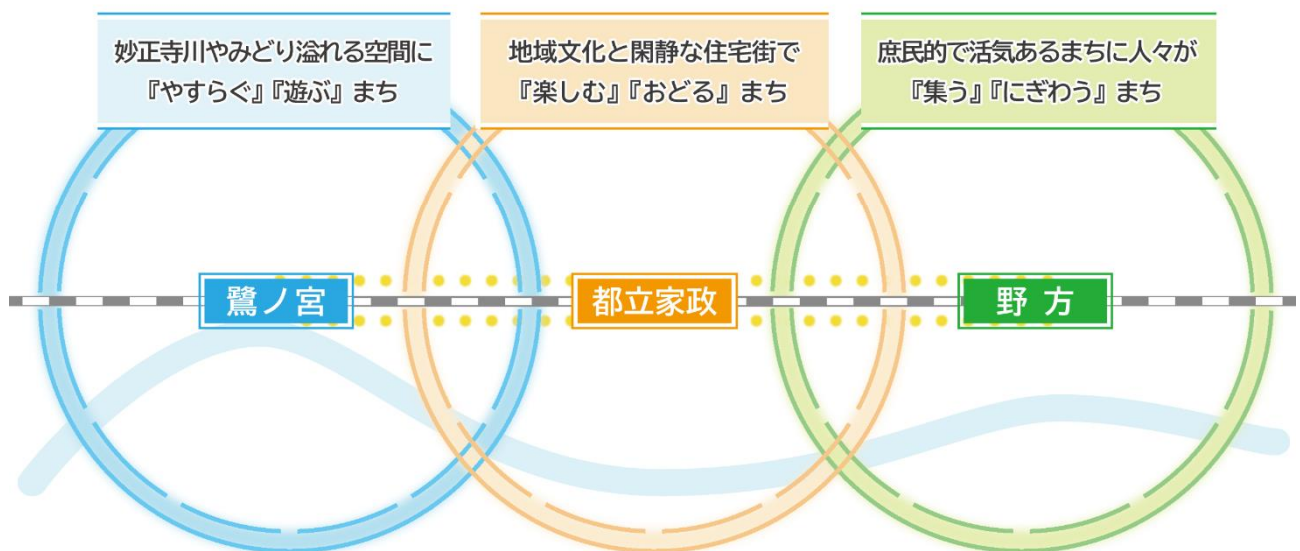 妙正寺川やみどり溢れる空間に
『やすらぐ』『遊ぶ』まち
地域文化と閑静な住宅街で
『楽しむ』『おどる』まち
庶民的で活気あるまちに人々が
『集う』『にぎわう』まち
鷺ノ宮
都立家政
野方